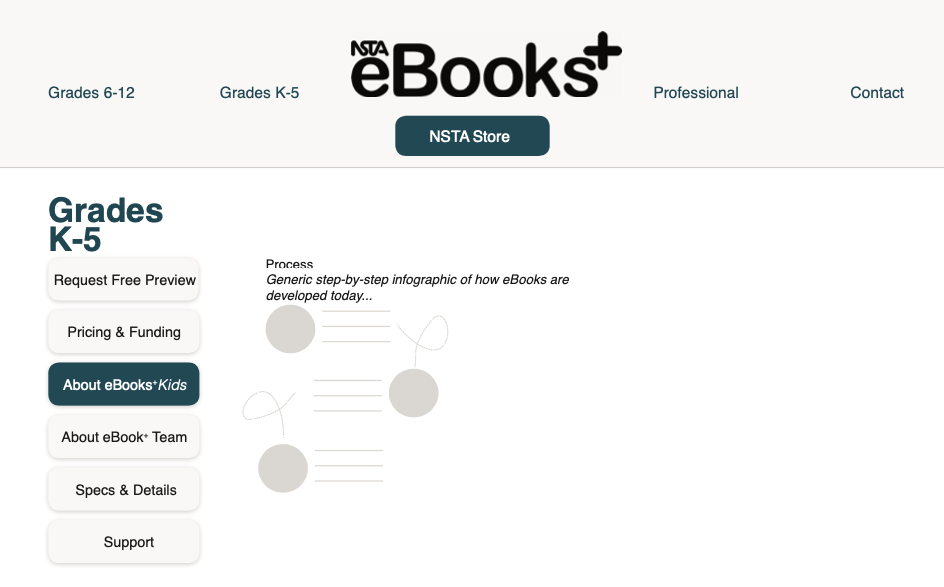 NSTA
eBooks+
Grades 6-12
Grades K-5
Professional
Contact
NSTA Store
Grades
K-5
Request Free Preview
Pricing & Funding
About eBooks+Kids
About eBook+ Team
Specs & Details
Support
Process
Generic step-by-step infographic of how eBooks are
developed today...